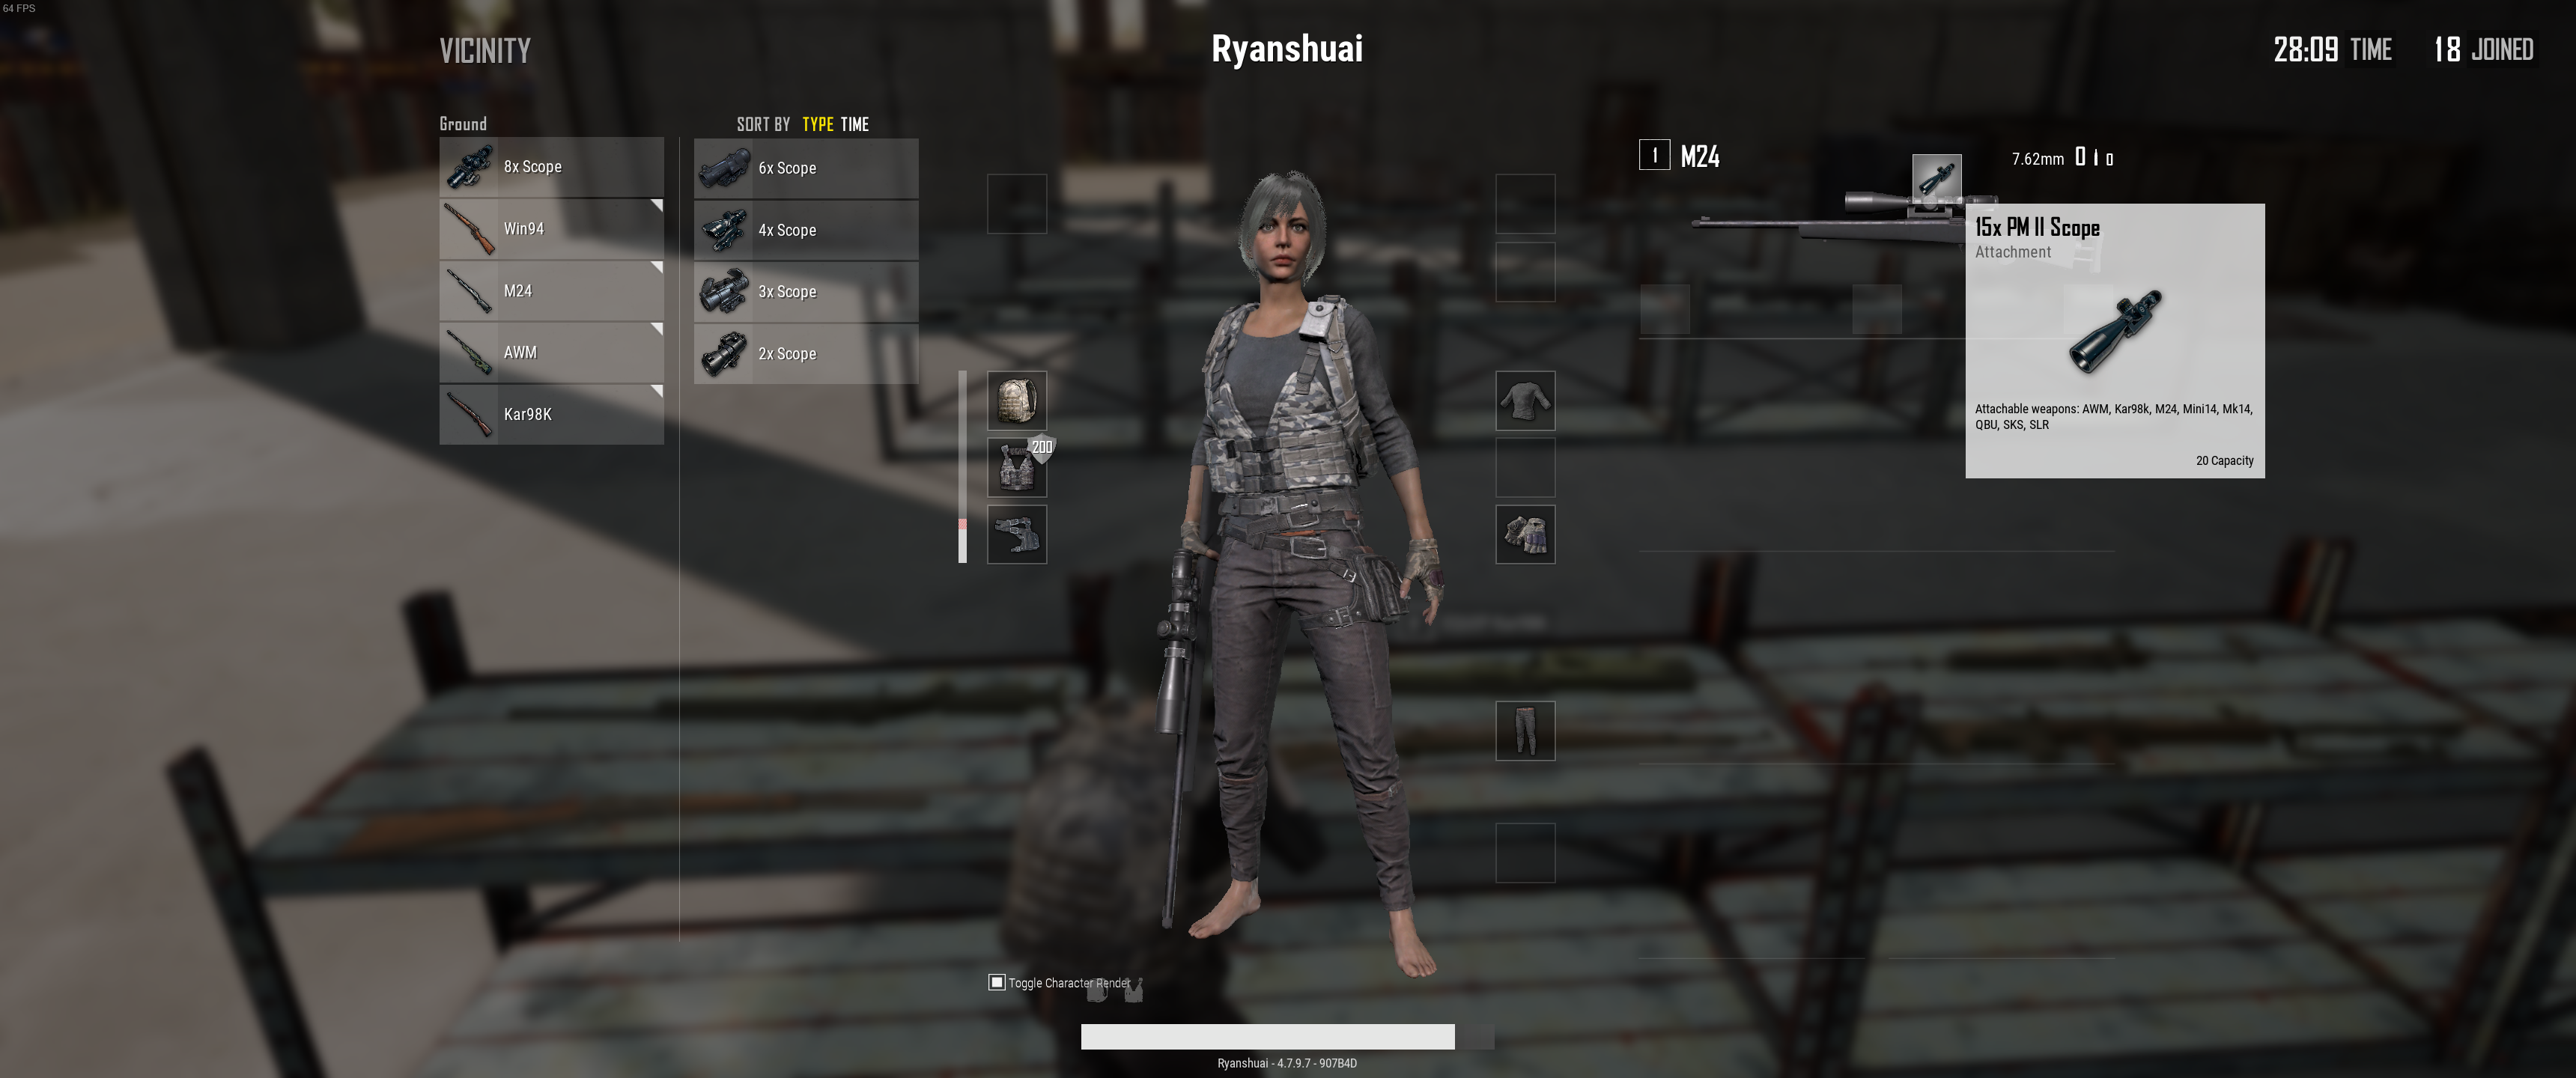 64 FPS
VICINITY
Ryanshuai
28:09 TIME 18 JOINED
Ground
SORT BY TYPE TIME
8x Scope
Win94
M24
AWM
Kar98K
6x Scope
4x Scope
3x Scope
2x Scope
200
1 M24
7.62mm 0 | 0
15x PM II Scope
Attachment
Attachable weapons: AWM, Kar98k, M24, Mini14, Mk14,
QBU, SKS, SLR
20 Capacity
Toggle Character Render
Ryanshuai - 4.7.9.7 - 907B4D